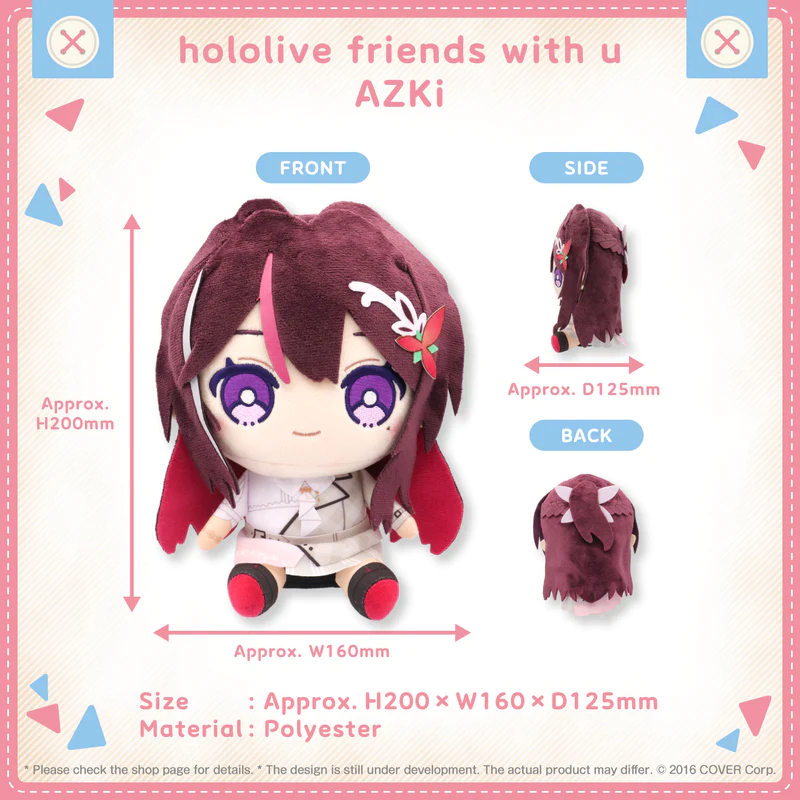 hololive friends with u
AZKi
FRONT
SIDE
Approx.
H200mm
Approx. D125mm
BACK
Approx. W160mm
Size : Approx. H200×W160×D125mm
Material : Polyester
* Please check the shop page for details. * The design is still under development. The actual product may differ. © 2016 COVER Corp.